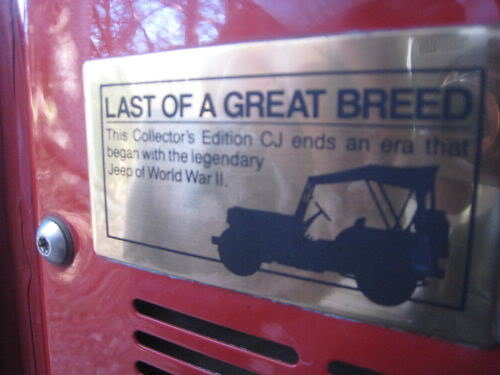 LAST OF A GREAT BREED
This Collector's Edition CJ ends an era that
began with the legendary
Jeep of World War II.